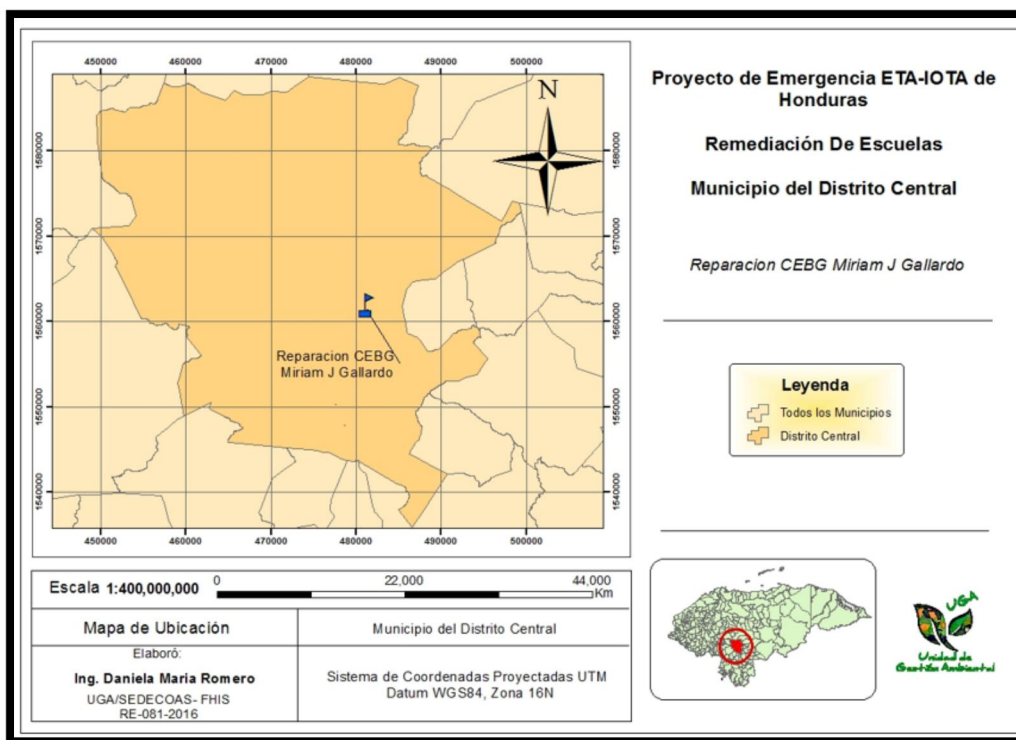 450000 460000 470000 480000 490000 500000
1580000
1570000
1560000
1550000
1540000
N
Reparacion CEBG
Miriam J Gallardo
1580000
1570000
1560000
1550000
1540000
450000 460000 470000 480000 490000 500000
Proyecto de Emergencia ETA-IOTA de
Honduras
Remediación De Escuelas
Municipio del Distrito Central
Reparacion CEBG Miriam J Gallardo
Leyenda
Todos los Municipios
Distrito Central
Escala 1:400,000,000
0 22,000 44,000
Km
Mapa de Ubicación
Municipio del Distrito Central
Elaboró:
Ing. Daniela Maria Romero
UGA/SEDECOAS- FHIS
RE-081-2016
Sistema de Coordenadas Proyectadas UTM
Datum WGS84, Zona 16N
UGA
Unidad de
Gestión Ambiental